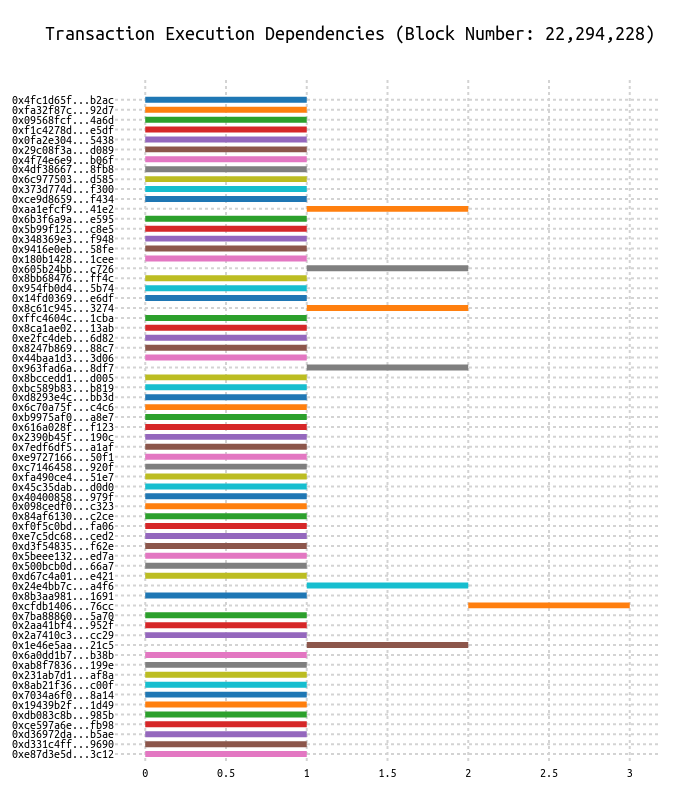 Transaction Execution Dependencies (Block Number: 22,294,228)
0x4fc1d65f...b2ac
0xfa32f87c...92d7
0x09568fcf...4a6d
0xf1c4278d...e5df
0x0fa2e304...5438
0x29c08f3a...d089
0x4f74e6e9...b06f
0x4df38667...8fb8
0x6c977503...d585
0x373d774d...f300
0xce9d8659...f434
0xaa1efcf9...41e2
0x6b3f6a9a...e595
0x5b99f125...c8e5
0x348369e3...f948
0x9416e0eb...58fe
0x180b1428...1cee
0x605b24bb...c726
0x8bb68476...ff4c
0x954fb0d4...5b74
0x14fd0369...e6df
0x8c61c945...3274
0xffc4604c...1cba
0x8ca1ae02...13ab
0xe2fc4deb...6d82
0x8247b869...88c7
0x44baa1d3...3d06
0x963fad6a...8df7
0x8bccedd1...d005
0xbc589b83...b819
0xd8293e4c...bb3d
0x6c70a75f...c4c6
0xb9975af0...a8e7
0x616a028f...f123
0x2390b45f...190c
0x7edf6df5...a1af
0xe9727166...50f1
0xc7146458...920f
0xfa490ce4...51e7
0x45c35dab...d0d0
0x40400858...979f
0x098cedf0...c323
0x84af6130...c2ce
0xf0f5c0bd...fa06
0xe7c5dc68...ced2
0xd3f54835...f62e
0x5beee132...ed7a
0x500bcb0d...66a7
0xd67c4a01...e421
0x24e4bb7c...a4f6
0x8b3aa981...1691
0xcfdb1406...76cc
0x7ba88860...5a70
0x2aa41bf4...952f
0x2a7410c3...cc29
0x1e46e5aa...21c5
0x6a0dd1b7...b38b
0xab8f7836...199e
0x231ab7d1...af8a
0x8ab21f36...c00f
0x7034a6f0...8a14
0x19439b2f...1d49
0xdb083c8b...985b
0xce597a6e...fb98
0xd36972da...b5ae
0xd331c4ff...9690
0xe87d3e5d...3c12
0 0.5 1 1.5 2 2.5 3